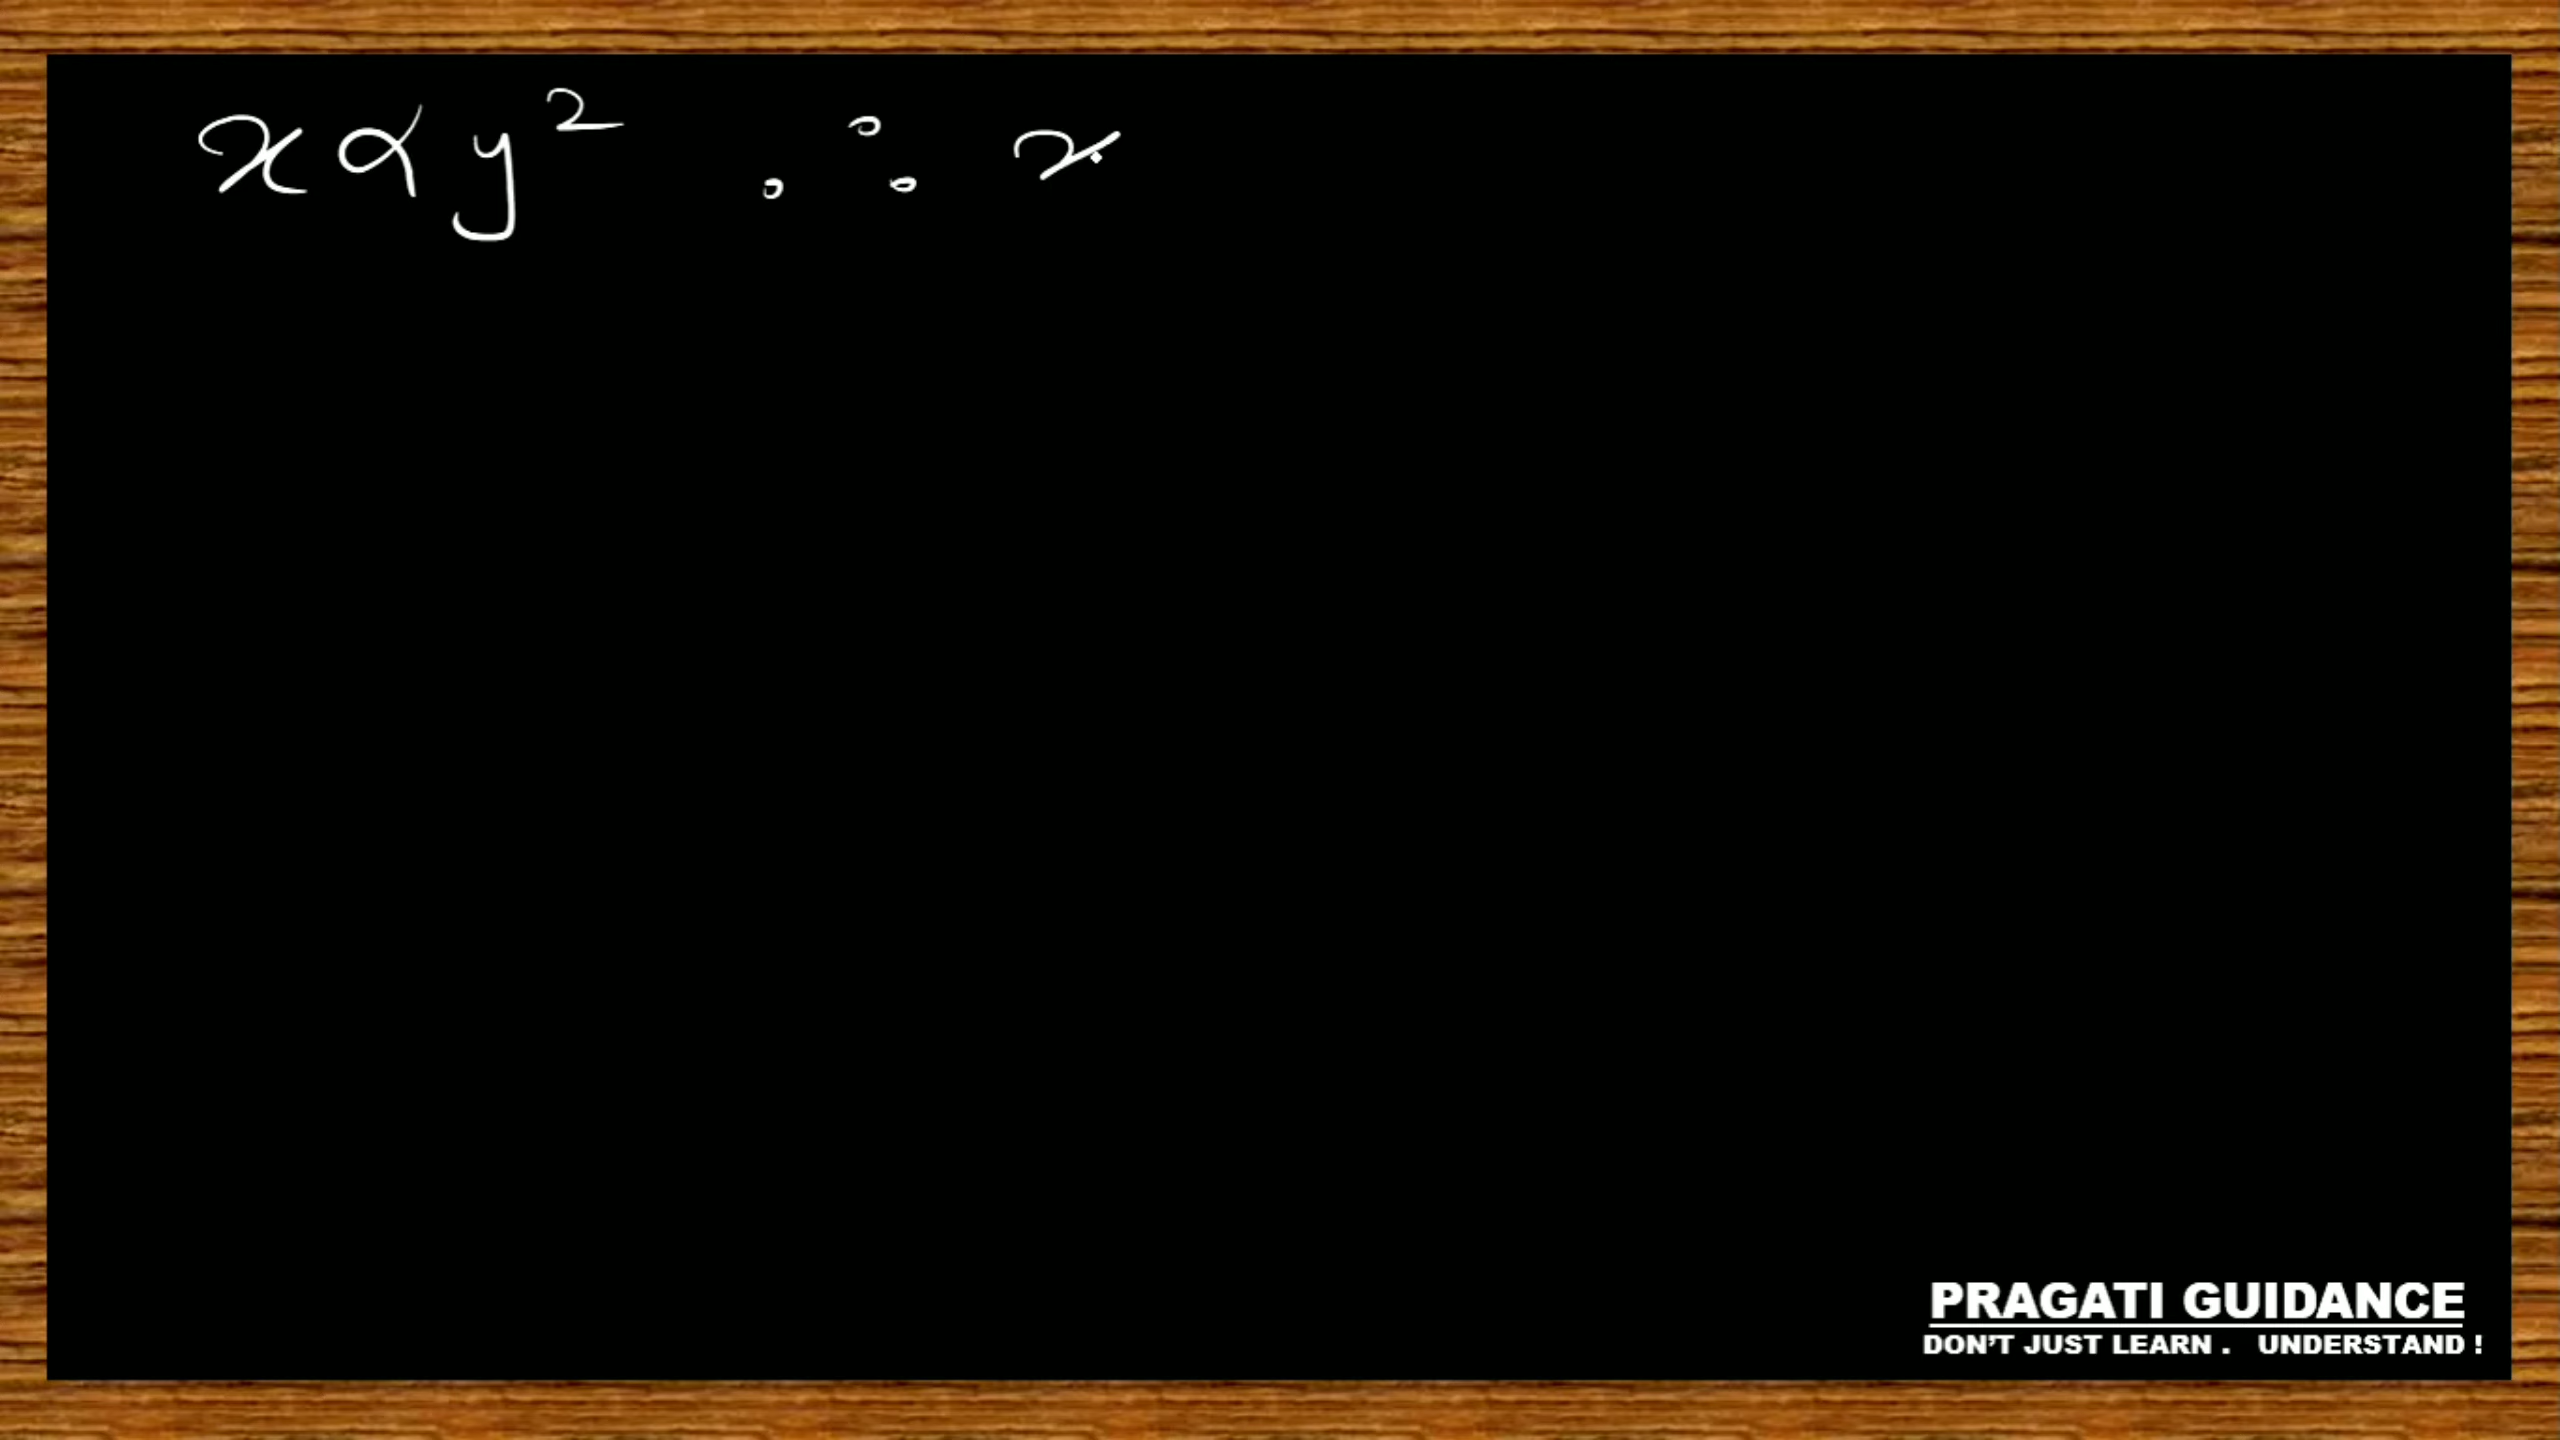 x α y² ∴ x
PRAGATI GUIDANCE
DON'T JUST LEARN . UNDERSTAND !